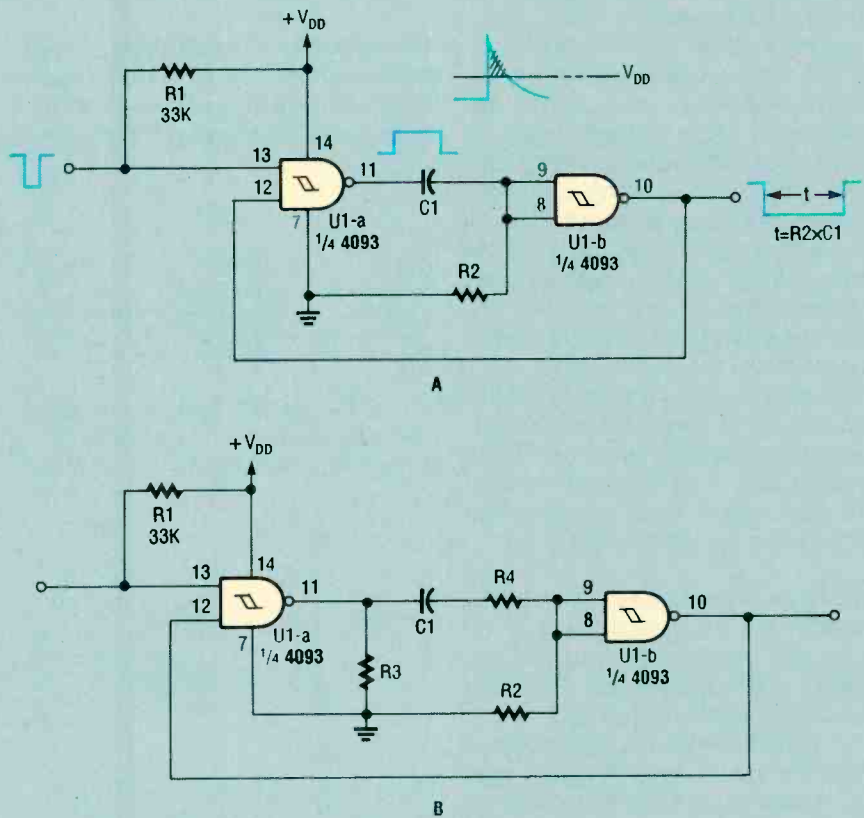 +VDD
R1
33K
VDD
14
13
12
11
7
U1-a
1/4 4093
C1
9
8
10
U1-b
1/4 4093
R2
t
t=R2xC1
A
+VDD
R1
33K
14
13
12
11
7
U1-a
1/4 4093
C1
R4
9
8
10
U1-b
1/4 4093
R3
R2
B